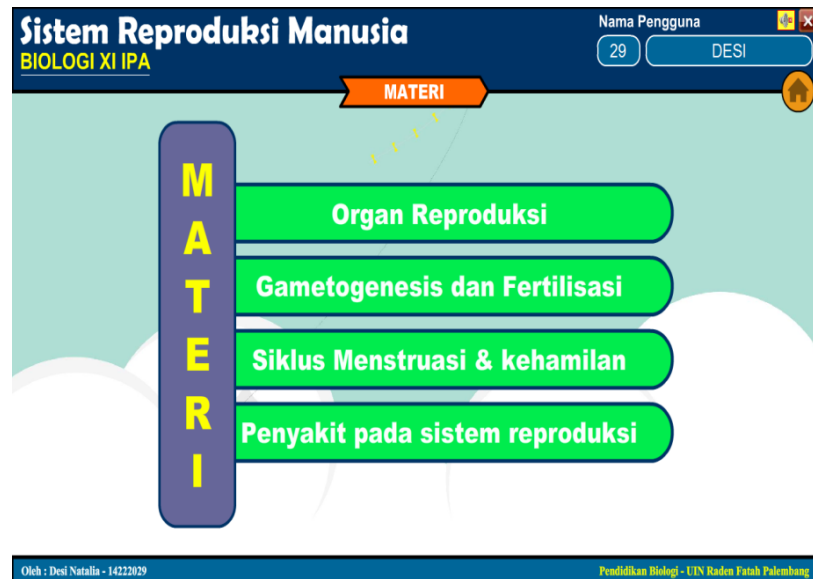 Sistem Reproduksi Manusia
BIOLOGI XI IPA
Nama Pengguna
29
DESI
MATERI
M
A
T
E
R
I
Organ Reproduksi
Gametogenesis dan Fertilisasi
Siklus Menstruasi & kehamilan
Penyakit pada sistem reproduksi
Oleh : Desi Natalia - 14222029
Pendidikan Biologi - UIN Raden Fatah Palembang